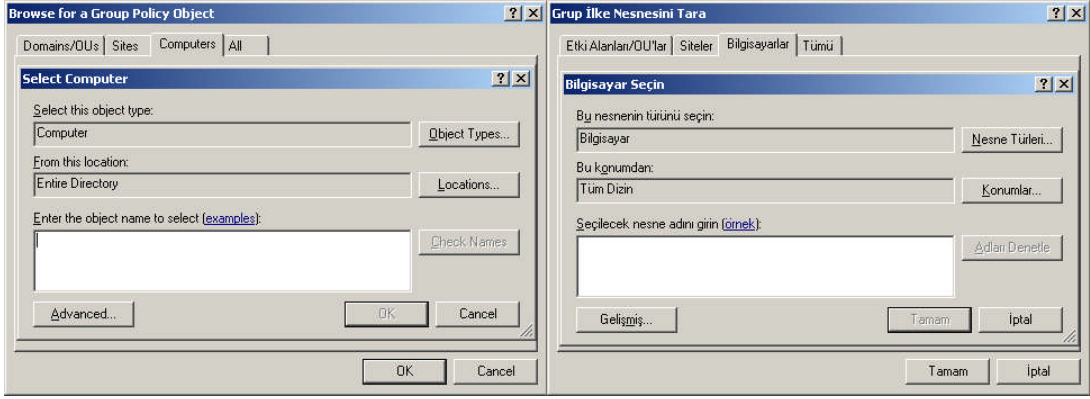 Browse for a Group Policy Object
Domains/OUs Sites Computers All
Select Computer
Select this object type:
Computer
Object Types...
From this location:
Entire Directory
Locations...
Enter the object name to select (examples):
Check Names
Advanced...
OK
Cancel
OK
Cancel
Grup İlke Nesnesini Tara
Etki Alanları/OU'lar Siteler Bilgisayarlar Tümü
Bilgisayar Seçin
Bu nesnenin türünü seçin:
Bilgisayar
Nesne Türleri...
Bu konumdan:
Tüm Dizin
Konumlar...
Seçilecek nesne adını girin (örnek):
Adları Denetle
Gelişmiş...
Tamam
İptal
Tamam
İptal